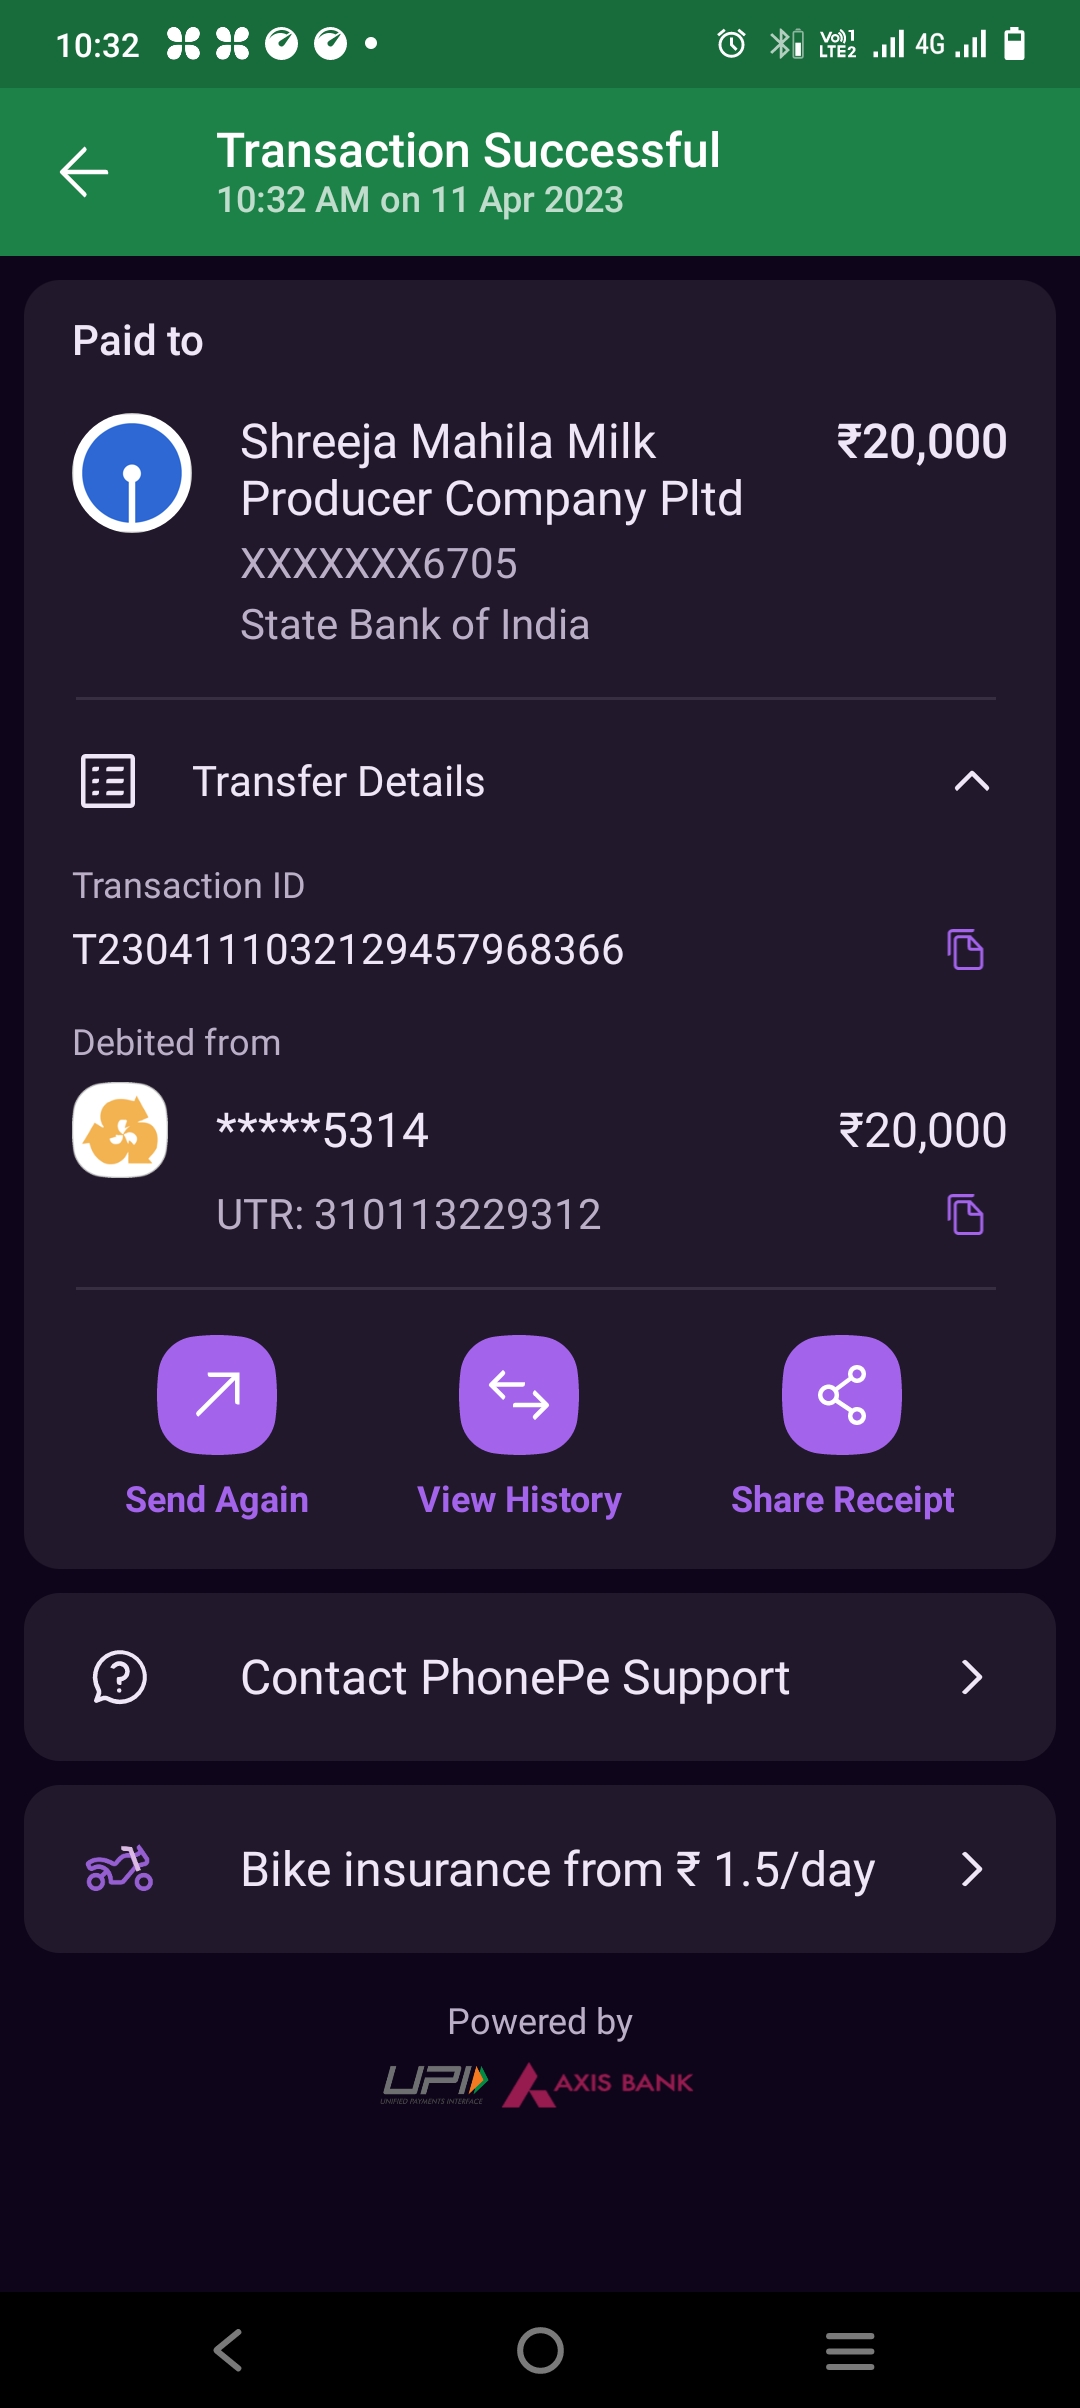 10:32
Vo))1
LTE2
4G
Transaction Successful
10:32 AM on 11 Apr 2023
Paid to
Shreeja Mahila Milk ₹20,000
Producer Company Pltd
XXXXXXX6705
State Bank of India
Transfer Details
Transaction ID
T2304111032129457968366
Debited from
*****5314 ₹20,000
UTR: 310113229312
Send Again View History Share Receipt
Contact PhonePe Support
Bike insurance from ₹ 1.5/day
Powered by
UPI AXIS BANK
UNIFIED PAYMENTS INTERFACE